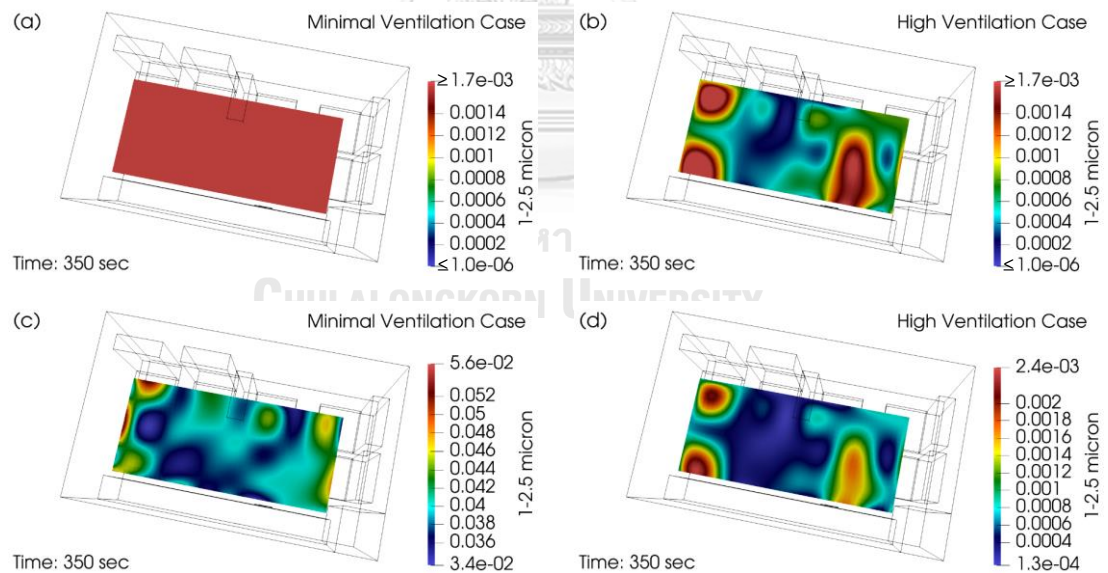 (a)
Minimal Ventilation Case
≥ 1.7e-03
0.0014
0.0012
0.001
0.0008
0.0006
0.0004
0.0002
≤ 1.0e-06
1-2.5 micron
Time: 350 sec
(b)
High Ventilation Case
≥ 1.7e-03
0.0014
0.0012
0.001
0.0008
0.0006
0.0004
0.0002
≤ 1.0e-06
1-2.5 micron
Time: 350 sec
CHULALONGKORN UNIVERSITY
(c)
Minimal Ventilation Case
5.6e-02
0.052
0.05
0.048
0.046
0.044
0.042
0.04
0.038
0.036
3.4e-02
1-2.5 micron
Time: 350 sec
(d)
High Ventilation Case
2.4e-03
0.002
0.0018
0.0016
0.0014
0.0012
0.001
0.0008
0.0006
0.0004
1.3e-04
1-2.5 micron
Time: 350 sec